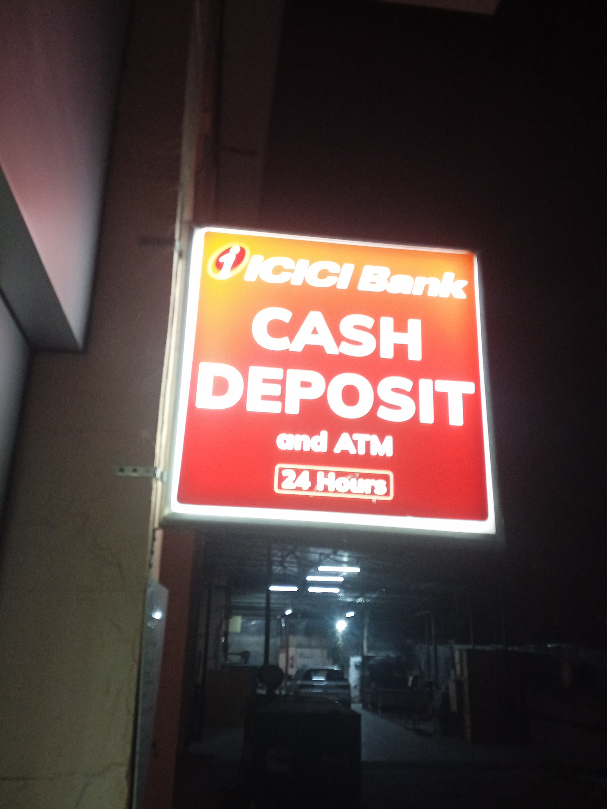 ICICI Bank
CASH
DEPOSIT
and ATM
24 Hours